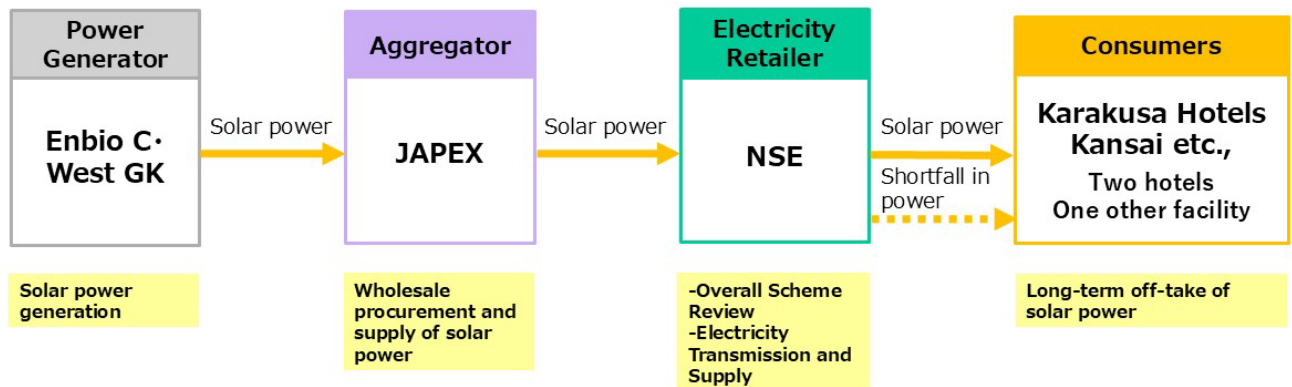 Power
Generator
Enbio C·
West GK
Solar power
generation
Solar power
Aggregator
JAPEX
Wholesale
procurement and
supply of solar
power
Solar power
Electricity
Retailer
NSE
-Overall Scheme
Review
-Electricity
Transmission and
Supply
Solar power
Shortfall in
power
Consumers
Karakusa Hotels
Kansai etc.,
Two hotels
One other facility
Long-term off-take of
solar power